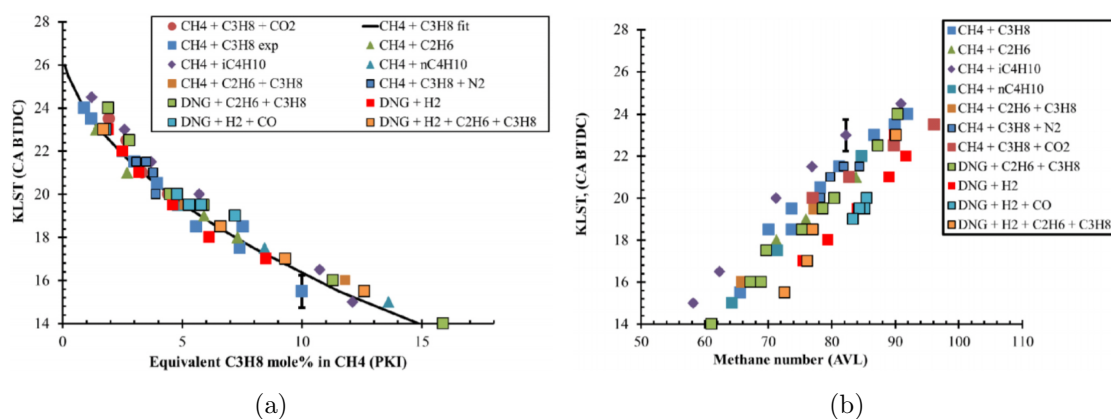 28
26
24
22
20
18
16
14
KLST (CA BTDC)
CH4 + C3H8 + CO2
CH4 + C3H8 fit
CH4 + C3H8 exp
CH4 + C2H6
CH4 + iC4H10
CH4 + nC4H10
CH4 + C2H6 + C3H8
CH4 + C3H8 + N2
DNG + C2H6 + C3H8
DNG + H2
DNG + H2 + CO
DNG + H2 + C2H6 + C3H8
0 5 10 15
Equivalent C3H8 mole% in CH4 (PKI)
(a)
28
26
24
22
20
18
16
14
KLST, (CA BTDC)
CH4 + C3H8
CH4 + C2H6
CH4 + iC4H10
CH4 + nC4H10
CH4 + C2H6 + C3H8
CH4 + C3H8 + N2
CH4 + C3H8 + CO2
DNG + C2H6 + C3H8
DNG + H2
DNG + H2 + CO
DNG + H2 + C2H6 + C3H8
50 60 70 80 90 100 110
Methane number (AVL)
(b)